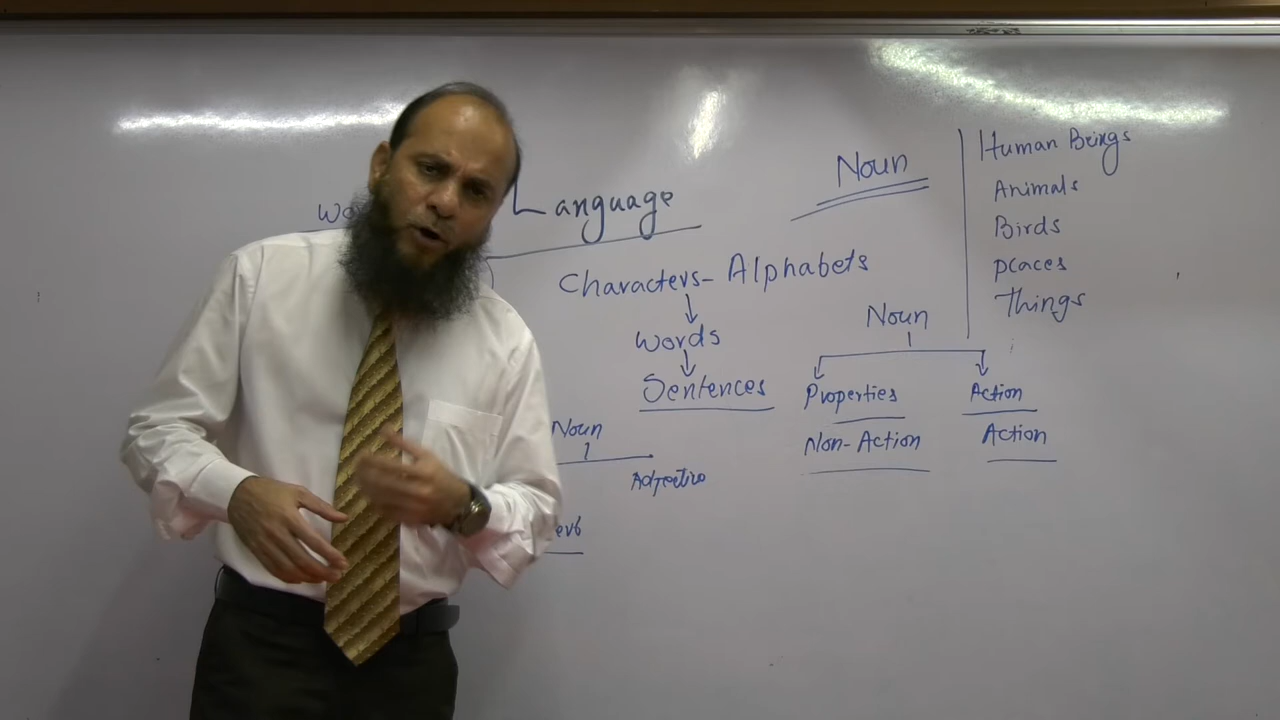 Language
Characters - Alphabets
Words
Sentences
Noun
Adjective
Noun
Human Beings
Animals
Birds
Places
Things
Noun
Properties
Action
Non-Action
Action